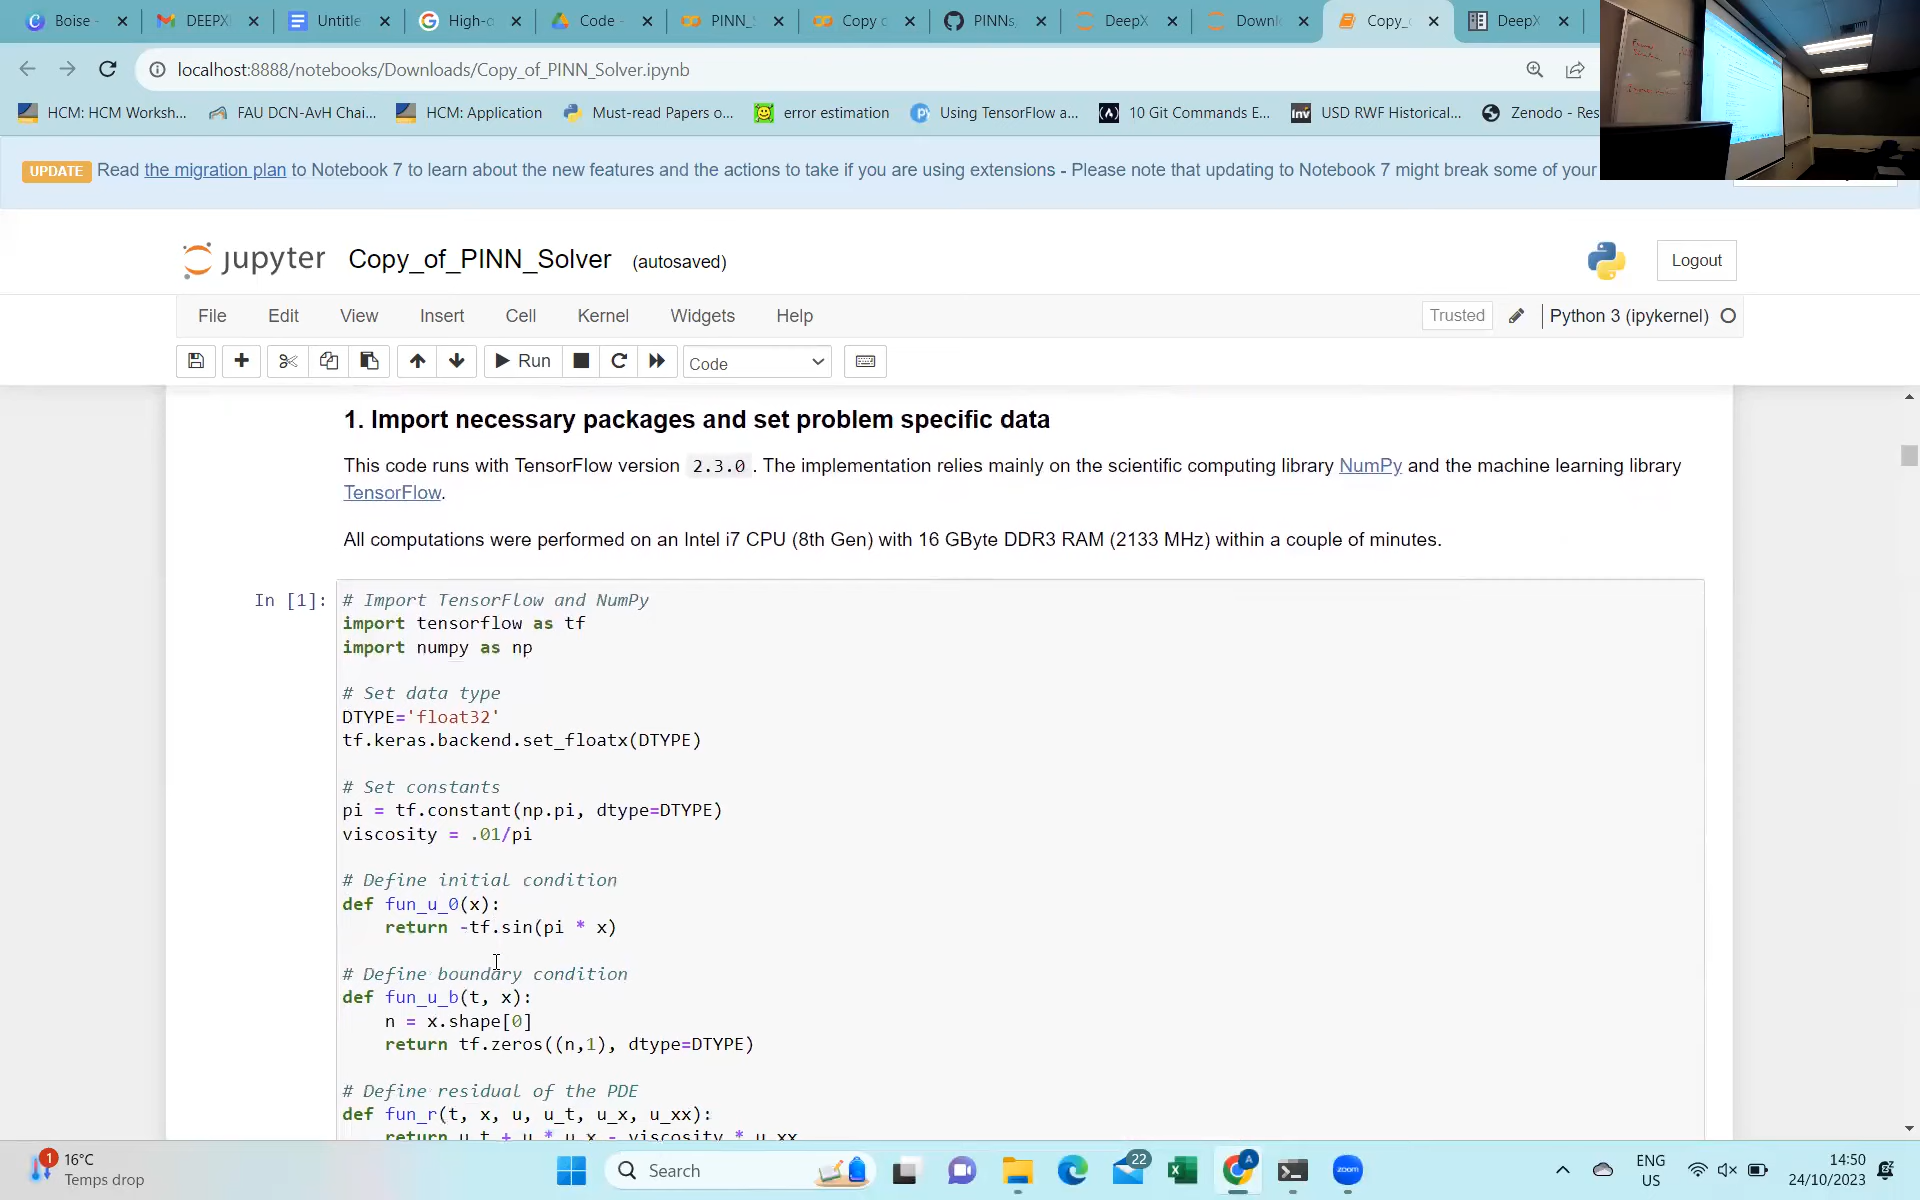 Boise -
DEEPX
Untitle
High-o
Code -
PINN_
Copy o
PINNs
DeepX
Downl
Copy_
DeepX
localhost:8888/notebooks/Downloads/Copy_of_PINN_Solver.ipynb
HCM: HCM Worksh...
FAU DCN-AvH Chai...
HCM: Application
Must-read Papers o...
error estimation
Using TensorFlow a...
10 Git Commands E...
USD RWF Historical...
Zenodo - Res
UPDATE Read the migration plan to Notebook 7 to learn about the new features and the actions to take if you are using extensions - Please note that updating to Notebook 7 might break some of your
jupyter Copy_of_PINN_Solver (autosaved)
Logout
File Edit View Insert Cell Kernel Widgets Help
Trusted
Python 3 (ipykernel)
Run
Code
1. Import necessary packages and set problem specific data
This code runs with TensorFlow version 2.3.0 . The implementation relies mainly on the scientific computing library NumPy and the machine learning library
TensorFlow.
All computations were performed on an Intel i7 CPU (8th Gen) with 16 GByte DDR3 RAM (2133 MHz) within a couple of minutes.
In [1]:
# Import TensorFlow and NumPy
import tensorflow as tf
import numpy as np
# Set data type
DTYPE='float32'
tf.keras.backend.set_floatx(DTYPE)
# Set constants
pi = tf.constant(np.pi, dtype=DTYPE)
viscosity = .01/pi
# Define initial condition
def fun_u_0(x):
return -tf.sin(pi * x)
# Define boundary condition
def fun_u_b(t, x):
n = x.shape[0]
return tf.zeros((n,1), dtype=DTYPE)
# Define residual of the PDE
def fun_r(t, x, u, u_t, u_x, u_xx):
return u_t + u * u_x - viscosity * u_xx
1
16°C
Temps drop
Search
22
A
zoom
ENG
US
14:50
24/10/2023